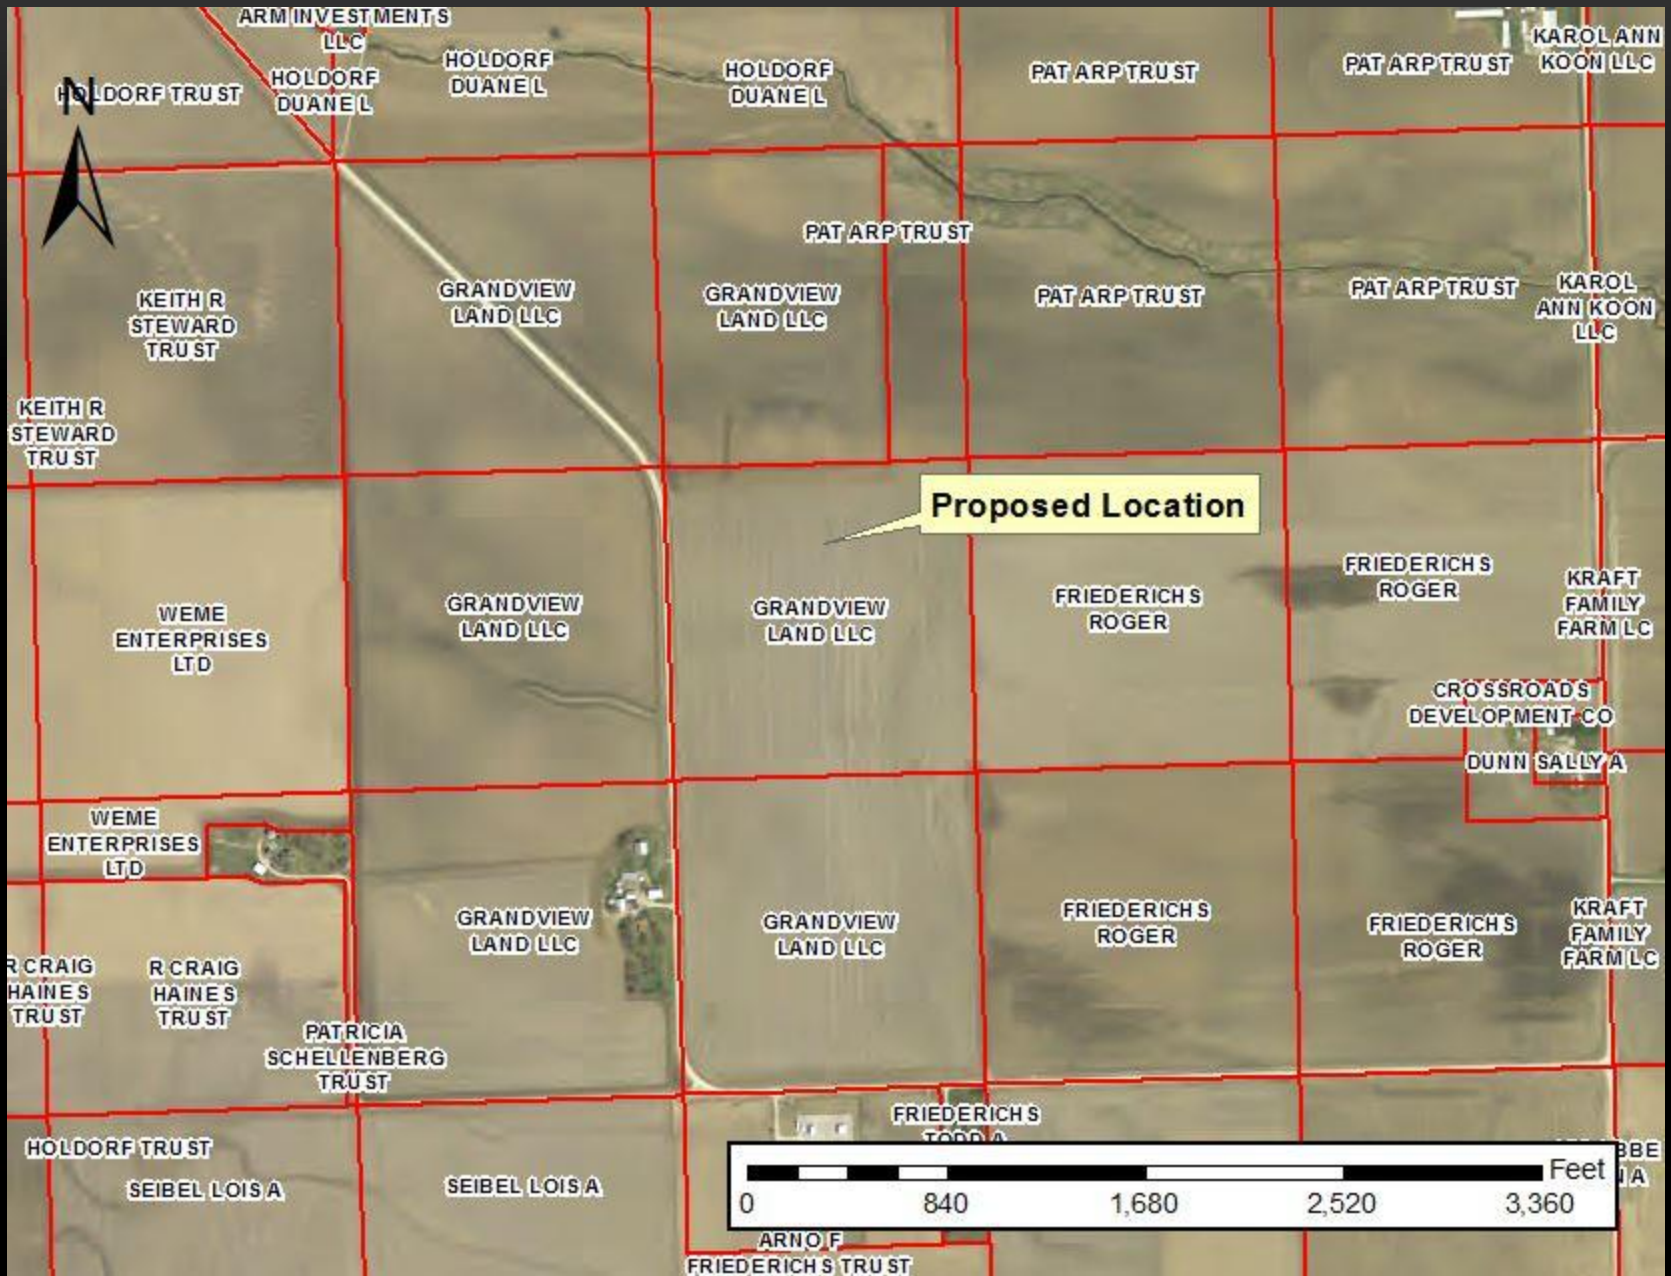 ARM INVESTMENTS
LLC
HOLDORF
DUANE L
HOLDORF
DUANE L
HOLDORF
DUANE L
PAT ARP TRUST
PAT ARP TRUST
KAROL ANN
KOON LLC
N
HOLDORF TRUST
PAT ARP TRUST
KEITH R
STEWARD
TRUST
GRANDVIEW
LAND LLC
GRANDVIEW
LAND LLC
PAT ARP TRUST
PAT ARP TRUST
KAROL
ANN KOON
LLC
KEITH R
STEWARD
TRUST
Proposed Location
WEME
ENTERPRISES
LTD
GRANDVIEW
LAND LLC
GRANDVIEW
LAND LLC
FRIEDERICHS
ROGER
FRIEDERICHS
ROGER
KRAFT
FAMILY
FARM LC
CROSSROADS
DEVELOPMENT CO
DUNN SALLY A
WEME
ENTERPRISES
LTD
GRANDVIEW
LAND LLC
GRANDVIEW
LAND LLC
FRIEDERICHS
ROGER
FRIEDERICHS
ROGER
KRAFT
FAMILY
FARM LC
R CRAIG
HAINES
TRUST
R CRAIG
HAINES
TRUST
PATRICIA
SCHELLENBERG
TRUST
FRIEDERICHS
TODD A
HOLDORF TRUST
SEIBEL LOIS A
SEIBEL LOIS A
Feet
0 840 1,680 2,520 3,360
ARNO F
FRIEDERICHS TRUST